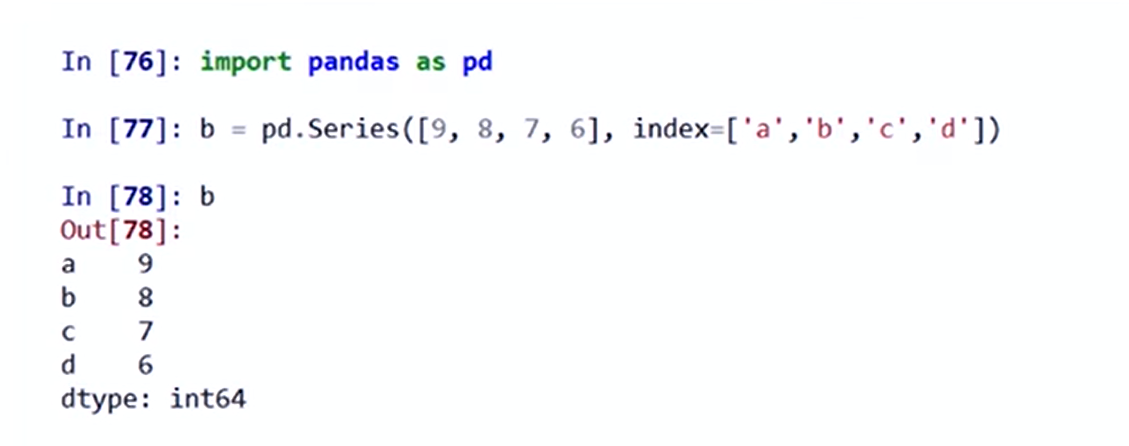 In [76]: import pandas as pd
In [77]: b = pd.Series([9, 8, 7, 6], index=['a','b','c','d'])
In [78]: b
Out[78]:
a    9
b    8
c    7
d    6
dtype: int64